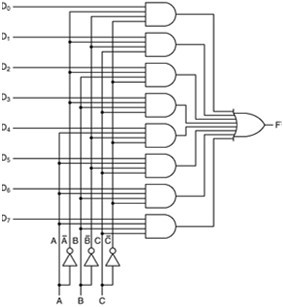 D₀
D₁
D₂
D₃
D₄
D₅
D₆
D₇
F
A A̅ B B̅ C C̅
A B C